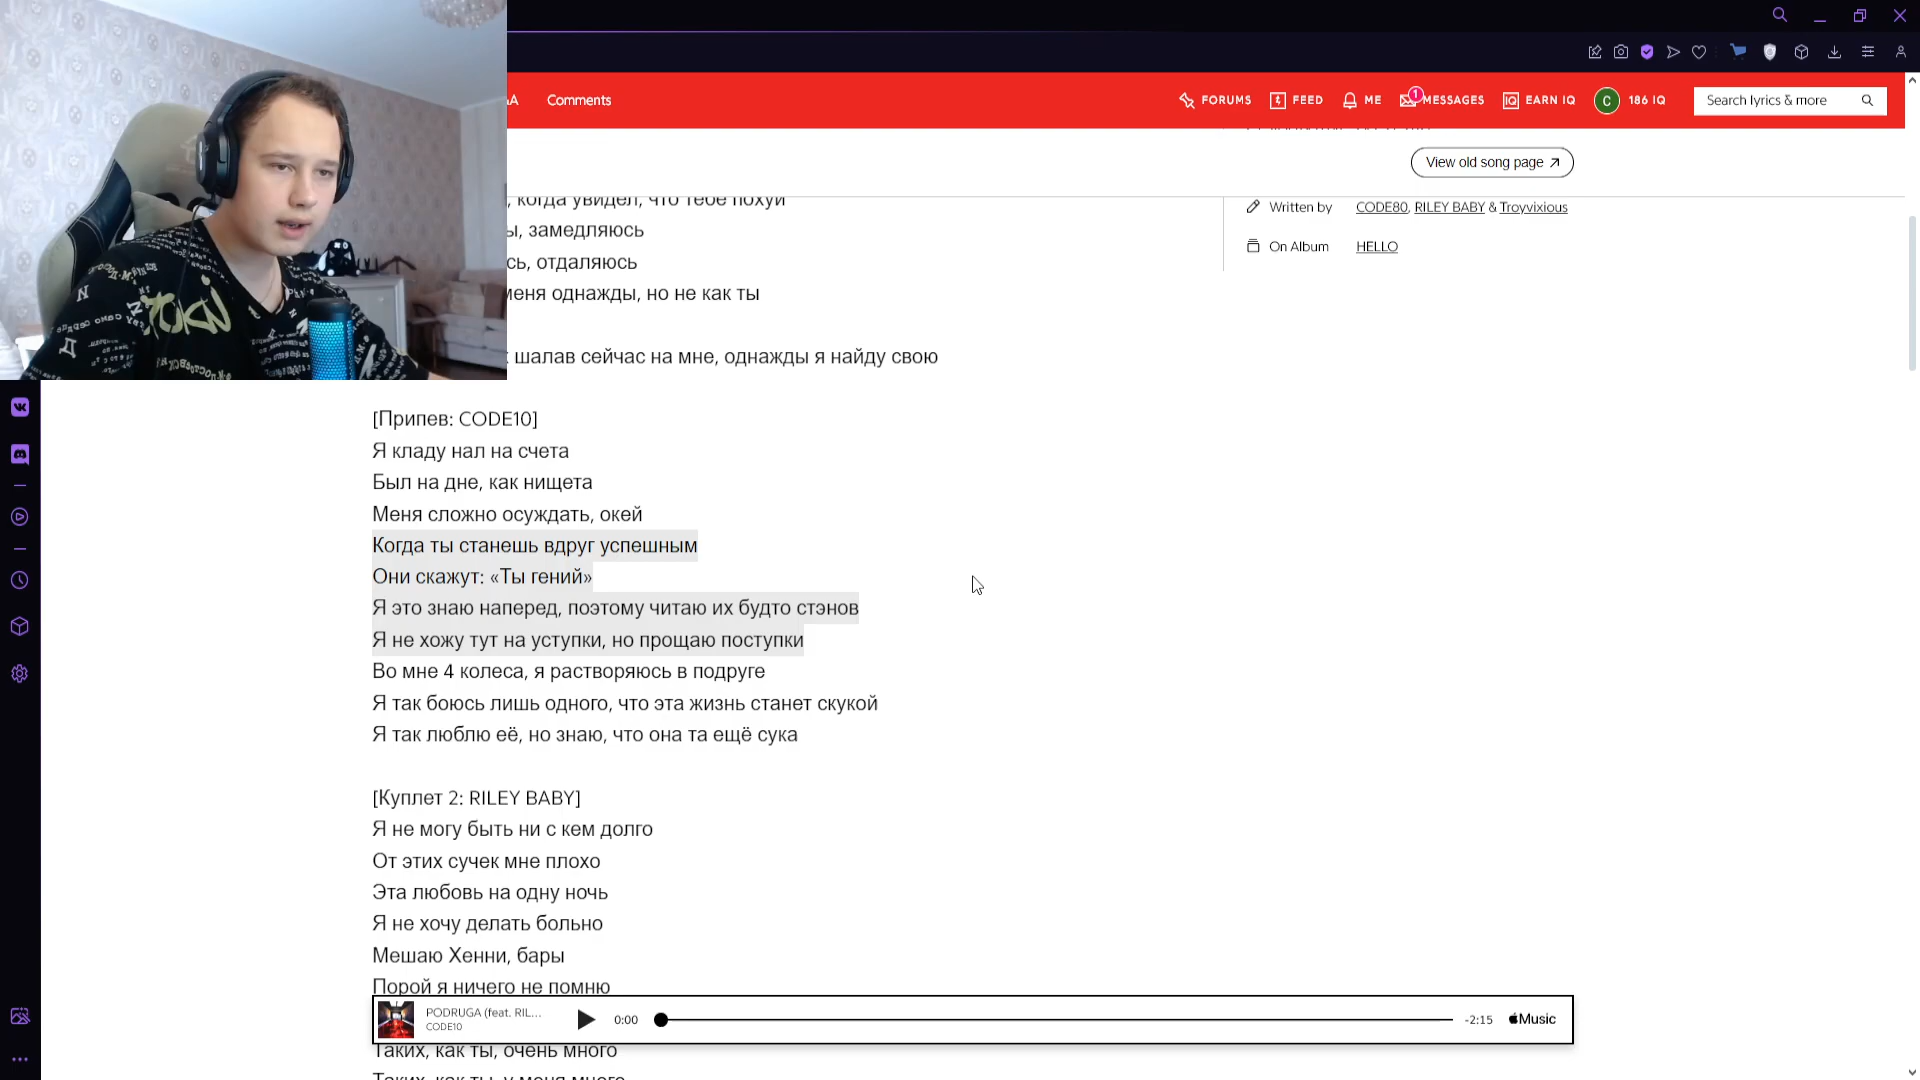 Comments
FORUMS
FEED
ME
1
MESSAGES
EARN IQ
C
186 IQ
Search lyrics & more
View old song page
, когда увидел, что тебе похуй
ы, замедляюсь
сь, отдаляюсь
меня однажды, но не как ты
шалав сейчас на мне, однажды я найду свою
Written by CODE80, RILEY BABY & Troyvixious
On Album HELLO
[Припев: CODE10]
Я кладу нал на счета
Был на дне, как нищета
Меня сложно осуждать, окей
Когда ты станешь вдруг успешным
Они скажут: «Ты гений»
Я это знаю наперед, поэтому читаю их будто стэнов
Я не хожу тут на уступки, но прощаю поступки
Во мне 4 колеса, я растворяюсь в подруге
Я так боюсь лишь одного, что эта жизнь станет скукой
Я так люблю её, но знаю, что она та ещё сука
[Куплет 2: RILEY BABY]
Я не могу быть ни с кем долго
От этих сучек мне плохо
Эта любовь на одну ночь
Я не хочу делать больно
Мешаю Хенни, бары
Порой я ничего не помню
PODRUGA (feat. RIL...
CODE10
0:00
-2:15
Music
Таких, как ты, очень много
Таких, как ты, у меня много